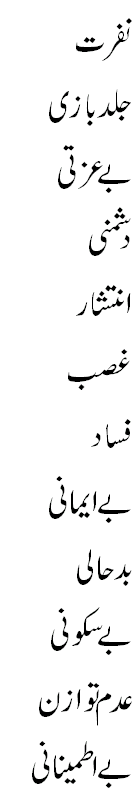 نفرت
جلد بازی
بے عزتی
دشمنی
انتشار
غصب
فساد
بے ایمانی
بدحالی
بے سکونی
عدم توازن
بے اطمینانی